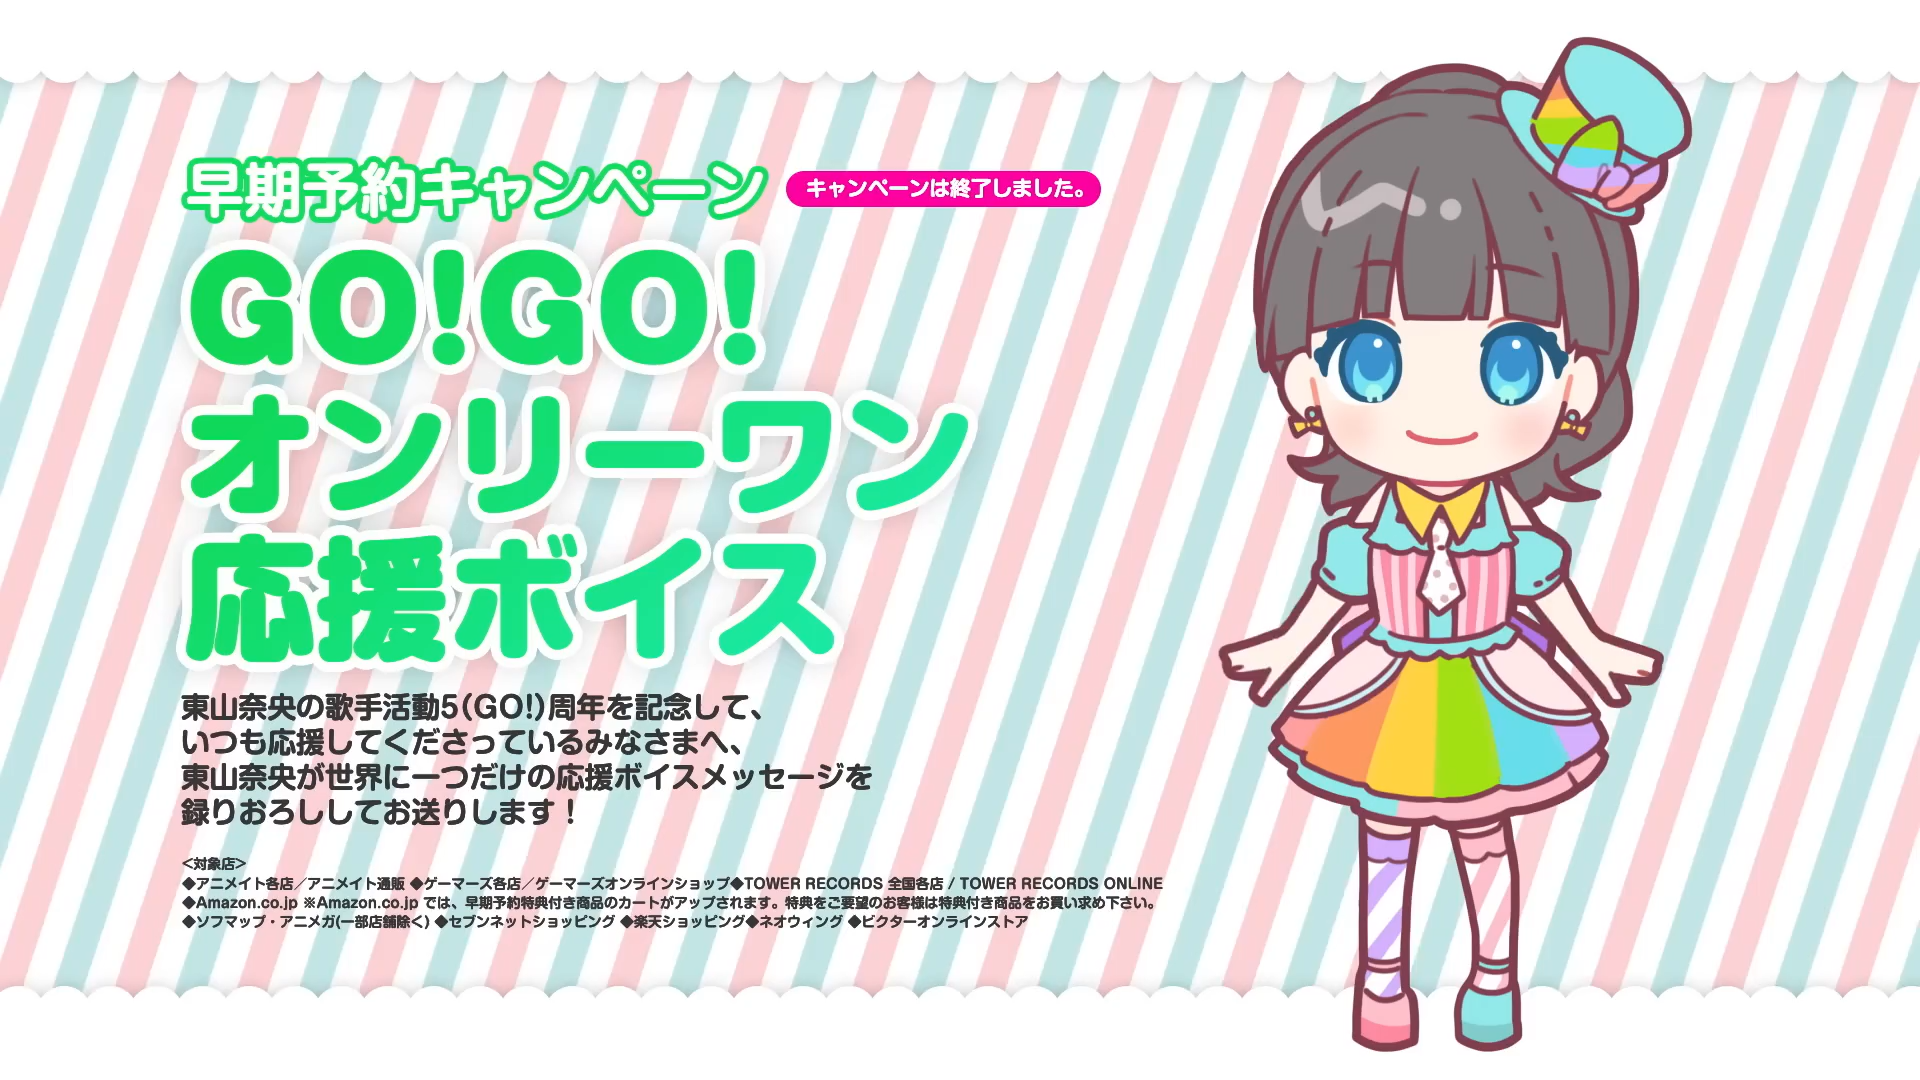 早期予約キャンペーン
キャンペーンは終了しました。
GO!GO!
オンリーワン
応援ボイス
東山奈央の歌手活動5(GO!)周年を記念して、
いつも応援してくださっているみなさまへ、
東山奈央が世界に一つだけの応援ボイスメッセージを
録りおろししてお送りします！
<対象店>
◆アニメイト各店／アニメイト通販 ◆ゲーマーズ各店／ゲーマーズオンラインショップ◆TOWER RECORDS 全国各店 / TOWER RECORDS ONLINE
◆Amazon.co.jp ※Amazon.co.jp では、早期予約特典付き商品のカートがアップされます。特典をご要望のお客様は特典付き商品をお買い求め下さい。
◆ソフマップ・アニメガ(一部店舗除く) ◆セブンネットショッピング ◆楽天ショッピング◆ネオウィング ◆ビクターオンラインストア